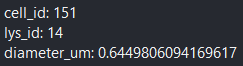 cell_id: 151
lys_id: 14
diameter_um: 0.6449806094169617